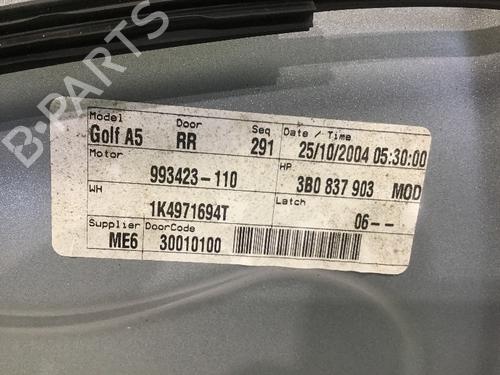 B-PARTS
Model Door Seq Date / Time
Golf A5 RR 291 25/10/2004 05:30:00
Motor HP
993423-110 3B0 837 903 MOD
WH Latch
1K4971694T 06--
Supplier DoorCode
ME6 30010100